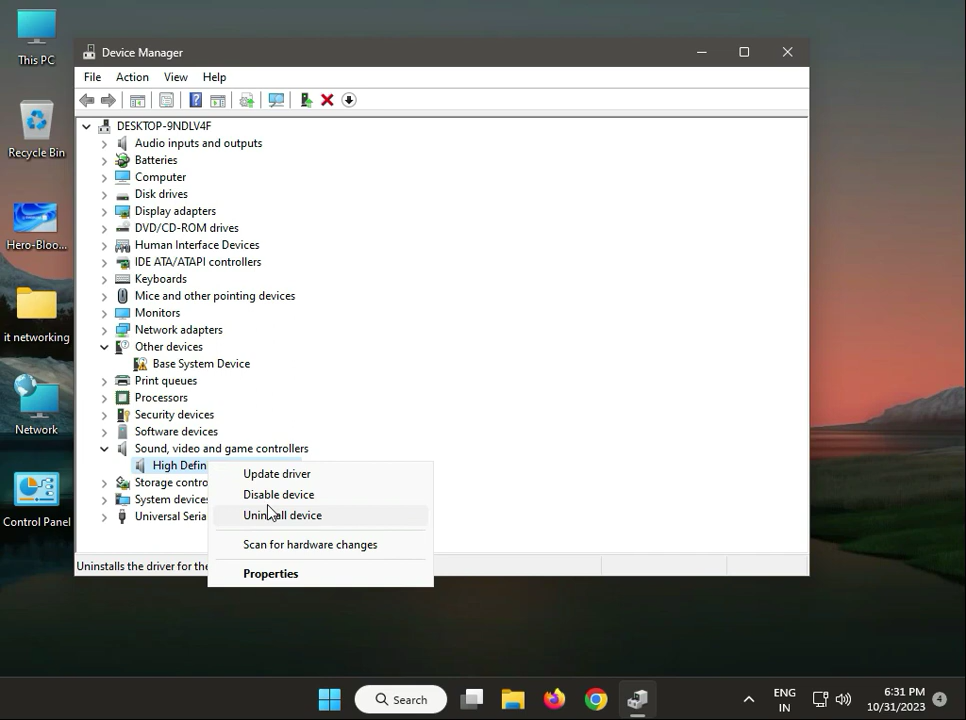 This PC
Recycle Bin
Hero-Bloo...
it networking
Network
Control Panel
Device Manager
File Action View Help
DESKTOP-9NDLV4F
Audio inputs and outputs
Batteries
Computer
Disk drives
Display adapters
DVD/CD-ROM drives
Human Interface Devices
IDE ATA/ATAPI controllers
Keyboards
Mice and other pointing devices
Monitors
Network adapters
Other devices
Base System Device
Print queues
Processors
Security devices
Software devices
Sound, video and game controllers
High Defin
Storage contro
System devices
Universal Seria
Update driver
Disable device
Uninstall device
Scan for hardware changes
Properties
Uninstalls the driver for the
Search
ENG
IN
6:31 PM
10/31/2023
4